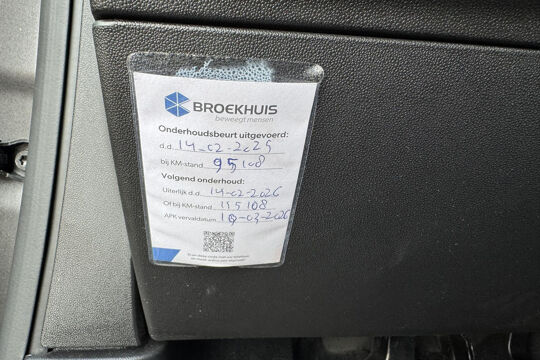 BROEKHUIS
beweegt mensen
Onderhoudsbeurt uitgevoerd:
d.d. 14-02-2025
bij KM-stand 95108
Volgend onderhoud:
Uiterlijk d.d. 14-02-2026
Of bij KM-stand 115108
APK vervaldatum 10-03-2026